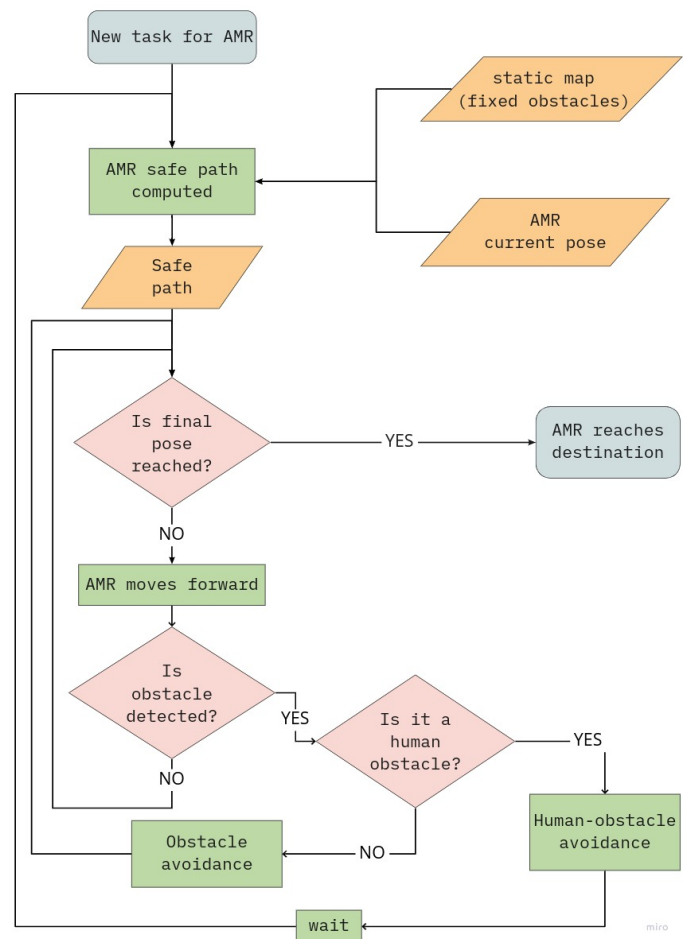 New task for AMR
static map
(fixed obstacles)
AMR safe path
computed
AMR
current pose
Safe
path
Is final
pose
reached?
YES
AMR reaches
destination
NO
AMR moves forward
Is
obstacle
detected?
YES
Is it a
human
obstacle?
YES
NO
Human-obstacle
avoidance
Obstacle
avoidance
NO
wait
miro